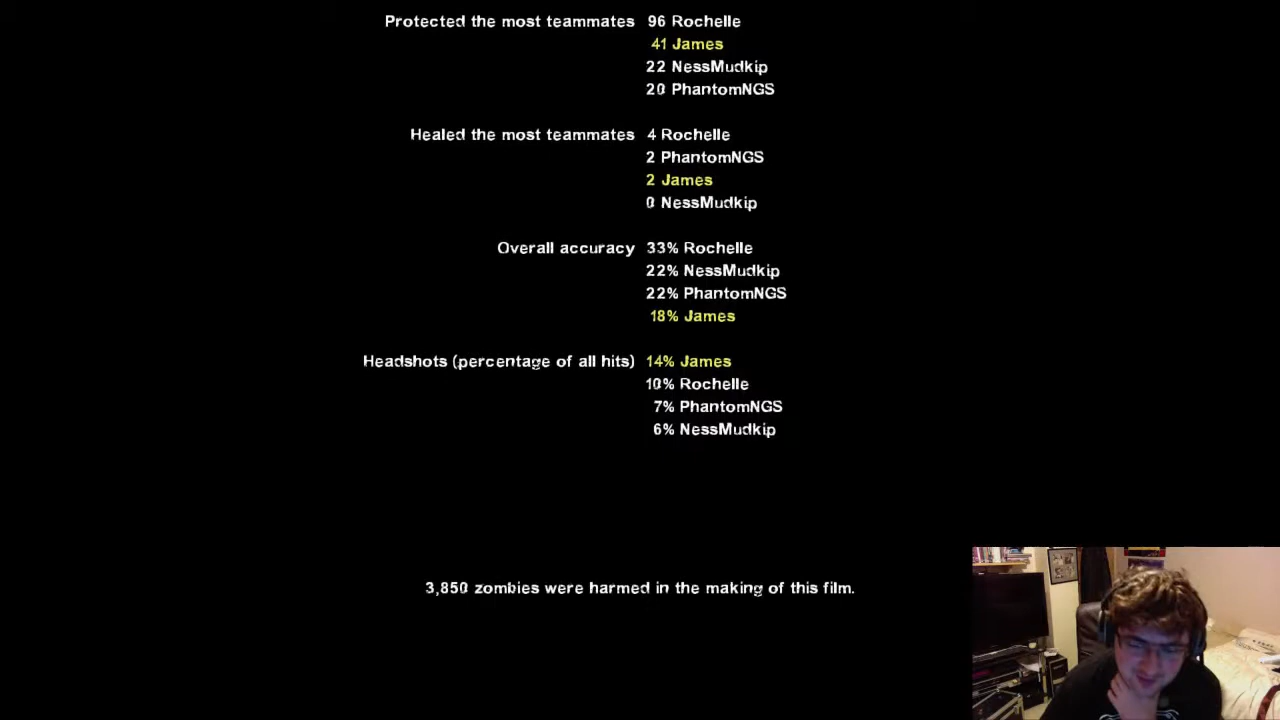 Protected the most teammates 96 Rochelle
41 James
22 NessMudkip
20 PhantomNGS
Healed the most teammates 4 Rochelle
2 PhantomNGS
2 James
0 NessMudkip
Overall accuracy 33% Rochelle
22% NessMudkip
22% PhantomNGS
18% James
Headshots (percentage of all hits) 14% James
10% Rochelle
7% PhantomNGS
6% NessMudkip
3,850 zombies were harmed in the making of this film.